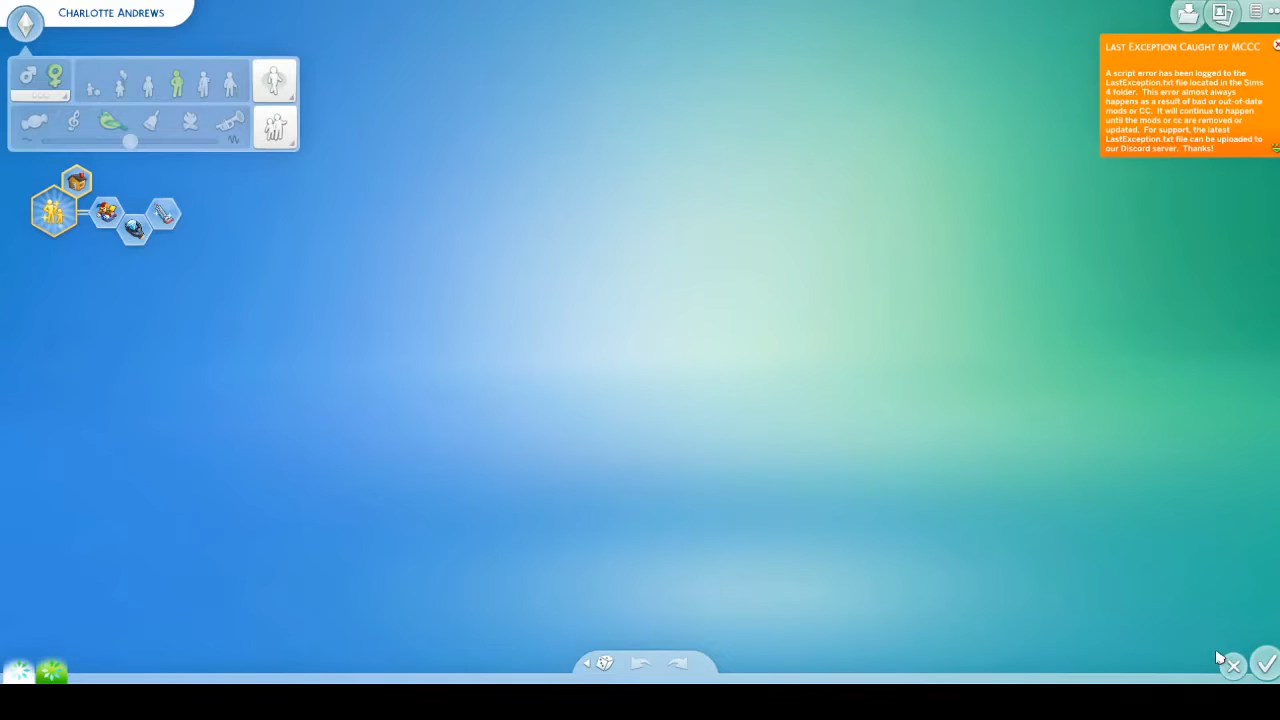 Charlotte Andrews
Last Exception Caught by MCCC
A script error has been logged to the
LastException.txt file located in the Sims
4 folder. This error almost always
happens as a result of bad or out-of-date
mods or CC. It will continue to happen
until the mods or cc are removed or
updated. For support, the latest
LastException.txt file can be uploaded to
our Discord server. Thanks!